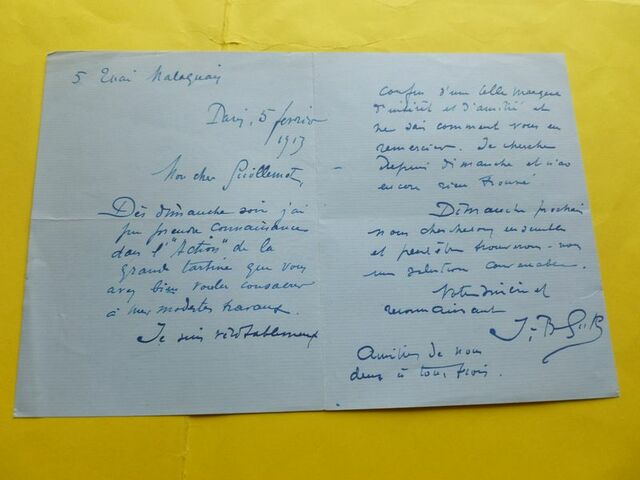 5 Quai Malaquais
Paris, 5 février
1913
Mon cher Guillemot,
Dès dimanche soir j'ai
pu prendre connaissance
dans l'"Action" de la
grande tartine que vous
avez bien voulu consacrer
à mes modestes travaux.
Je suis véritablement
confus d'une telle marque
d'intérêt et d'amitié et
ne sais comment vous en
remercier. Je cherche
depuis dimanche et n'ai
encore rien trouvé.
Dimanche prochain
nous chercherons ensemble
et peut-être trouverons-nous
une solution convenable.
Votre sincère et
reconnaissant
Amitiés de nous
deux à tous trois.